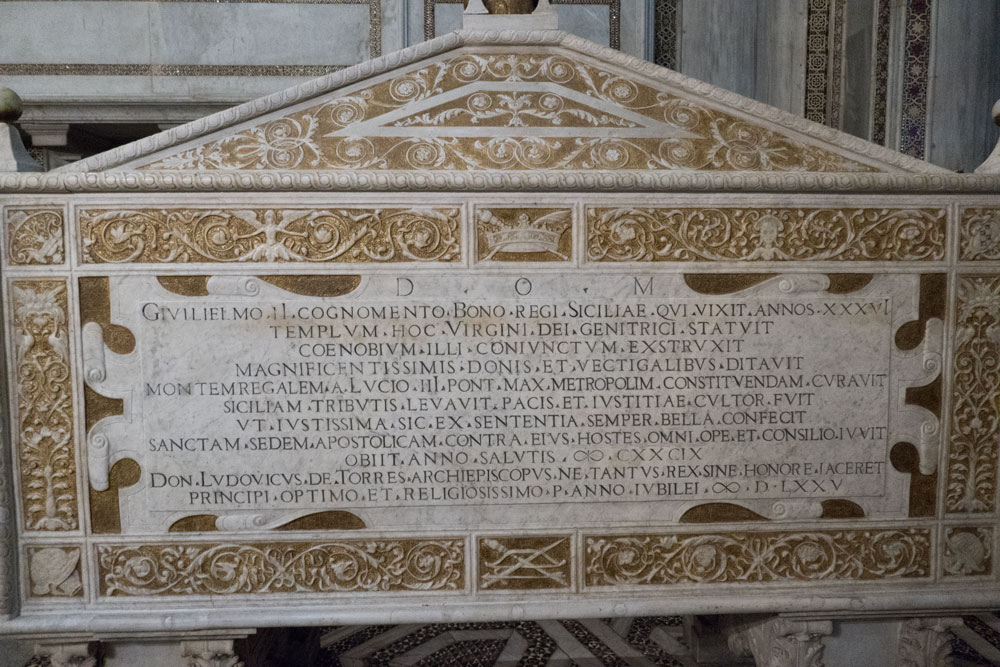 D O M
GVILIELMO·II·COGNOMENTO·BONO·REGI·SICILIAE·QVI·VIXIT·ANNOS·XXXVI
TEMPLVM·HOC·VIRGINI·DEI·GENITRICI·STATVIT
COENOBIVM·ILLI·CONIVNCTVM·EXSTRVXIT
MAGNIFICENTISSIMIS·DONIS·ET·VECTIGALIBVS·DITAVIT
MONTEMREGALEM·A·LVCIO·III·PONT·MAX·METROPOLIM·CONSTITVENDAM·CVRAVIT
SICILIAM·TRIBVTIS·LEVAVIT·PACIS·ET·IVSTITIAE·CVLTOR·FVIT
VT·IVSTISSIMA·SIC·EX·SENTENTIA·SEMPER·BELLA·CONFECIT
SANCTAM·SEDEM·APOSTOLICAM·CONTRA·EIVS·HOSTES·OMNI·OPE·ET·CONSILIO·IVVIT
OBIIT·ANNO·SALVTIS·ↀ·CXXCIX
DON·LVDOVICVS·DE·TORRES·ARCHIEPISCOPVS·NE·TANTVS·REX·SINE·HONORE·IACERET
PRINCIPI·OPTIMO·ET·RELIGIOSISSIMO·P·ANNO·IVBILEI·ↀ·D·LXXV